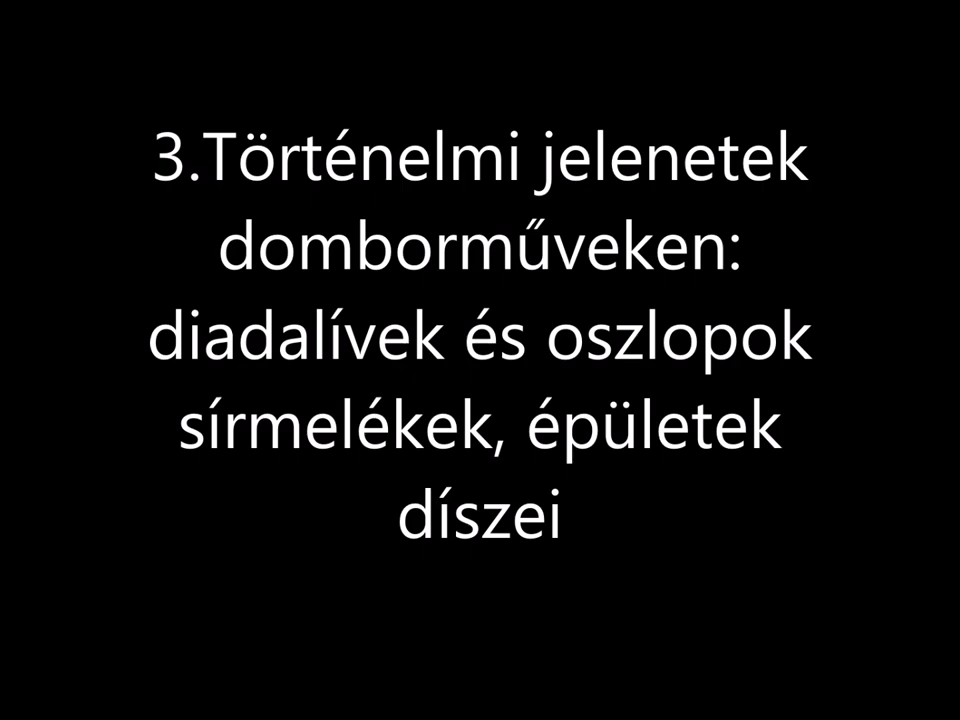 3.Történelmi jelenetek
domborműveken:
diadalívek és oszlopok
sírmelékek, épületek
díszei